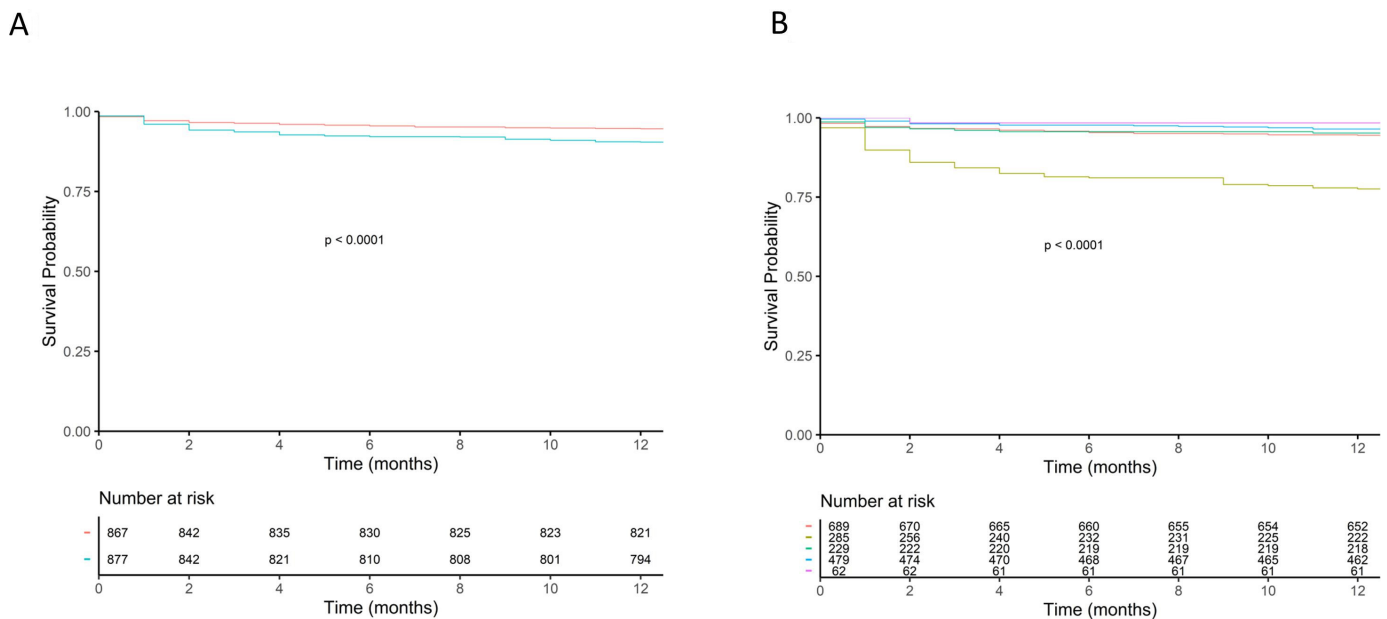 A
1.00
0.75
0.50
0.25
0.00
Survival Probability
p < 0.0001
0 2 4 6 8 10 12
Time (months)
Number at risk
867 842 835 830 825 823 821
877 842 821 810 808 801 794
0 2 4 6 8 10 12
Time (months)
B
1.00
0.75
0.50
0.25
0.00
Survival Probability
p < 0.0001
0 2 4 6 8 10 12
Time (months)
Number at risk
689 670 665 660 655 654 652
285 256 240 232 231 225 222
229 222 220 219 219 219 218
479 474 470 468 467 465 462
62 62 61 61 61 61 61
0 2 4 6 8 10 12
Time (months)